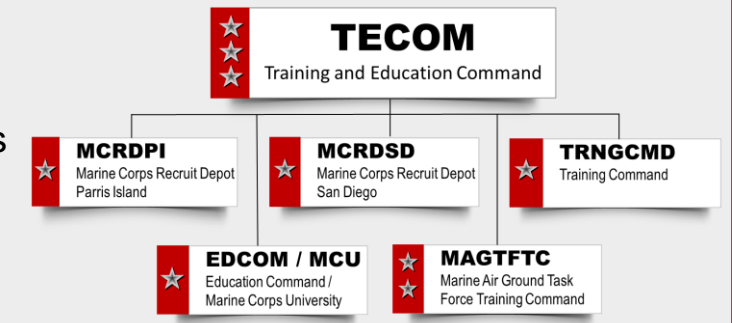 TECOM
Training and Education Command
s
MCRDPI
Marine Corps Recruit Depot
Parris Island
MCRDSD
Marine Corps Recruit Depot
San Diego
TRNGCMD
Training Command
EDCOM / MCU
Education Command /
Marine Corps University
MAGTFTC
Marine Air Ground Task
Force Training Command